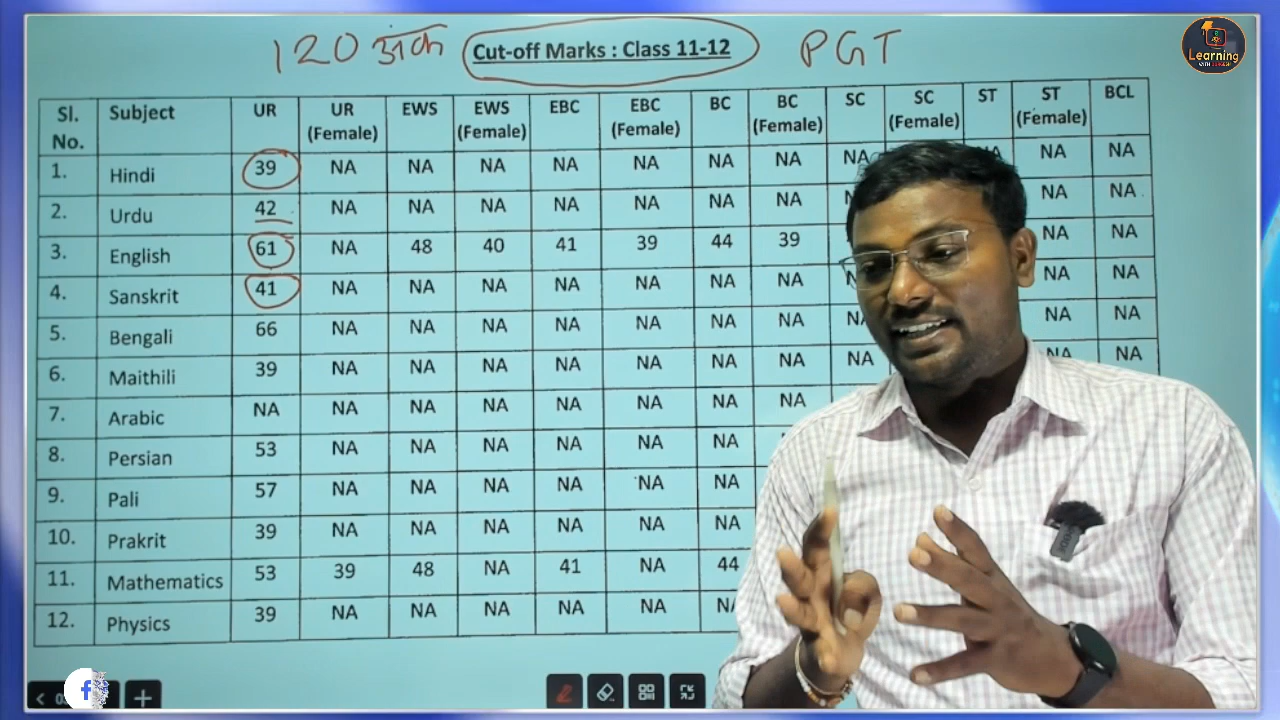 120 अंक Cut-off Marks : Class 11-12 PGT
Learning
Sl. No. Subject UR UR (Female) EWS EWS (Female) EBC EBC (Female) BC BC (Female) SC SC (Female) ST ST (Female) BCL
1. Hindi 39 NA NA NA NA NA NA NA NA NA NA NA
2. Urdu 42 NA NA NA NA NA NA NA NA NA
3. English 61 NA 48 40 41 39 44 39 NA NA
4. Sanskrit 41 NA NA NA NA NA NA NA NA NA
5. Bengali 66 NA NA NA NA NA NA NA NA NA
6. Maithili 39 NA NA NA NA NA NA NA NA NA NA
7. Arabic NA NA NA NA NA NA NA NA
8. Persian 53 NA NA NA NA NA NA
9. Pali 57 NA NA NA NA NA NA
10. Prakrit 39 NA NA NA NA NA NA
11. Mathematics 53 39 48 NA 41 NA 44
12. Physics 39 NA NA NA NA NA